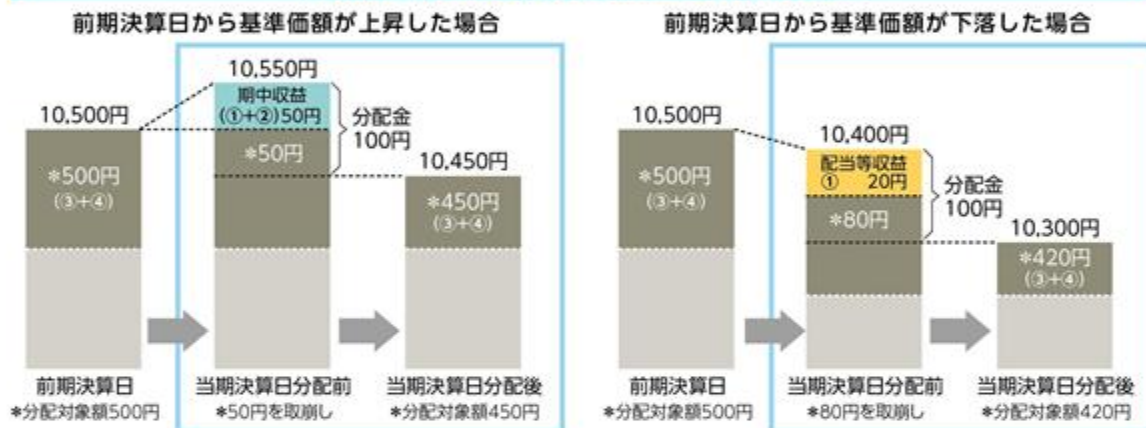 前期決算日から基準価額が上昇した場合
10,500円
*500円
(③+④)
10,550円
期中収益
(①+②)50円
*50円
分配金
100円
10,450円
*450円
(③+④)
前期決算日
*分配対象額500円
当期決算日分配前
*50円を取崩し
当期決算日分配後
*分配対象額450円
前期決算日から基準価額が下落した場合
10,500円
*500円
(③+④)
10,400円
配当等収益
① 20円
*80円
分配金
100円
10,300円
*420円
(③+④)
前期決算日
*分配対象額500円
当期決算日分配前
*80円を取崩し
当期決算日分配後
*分配対象額420円